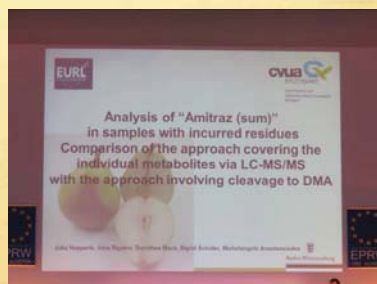 EURL
cvua
Analysis of "Amitraz (sum)"
in samples with incurred residues
Comparison of the approach covering the
individual metabolites via LC-MS/MS
with the approach involving cleavage to DMA
EPRW
EPRW